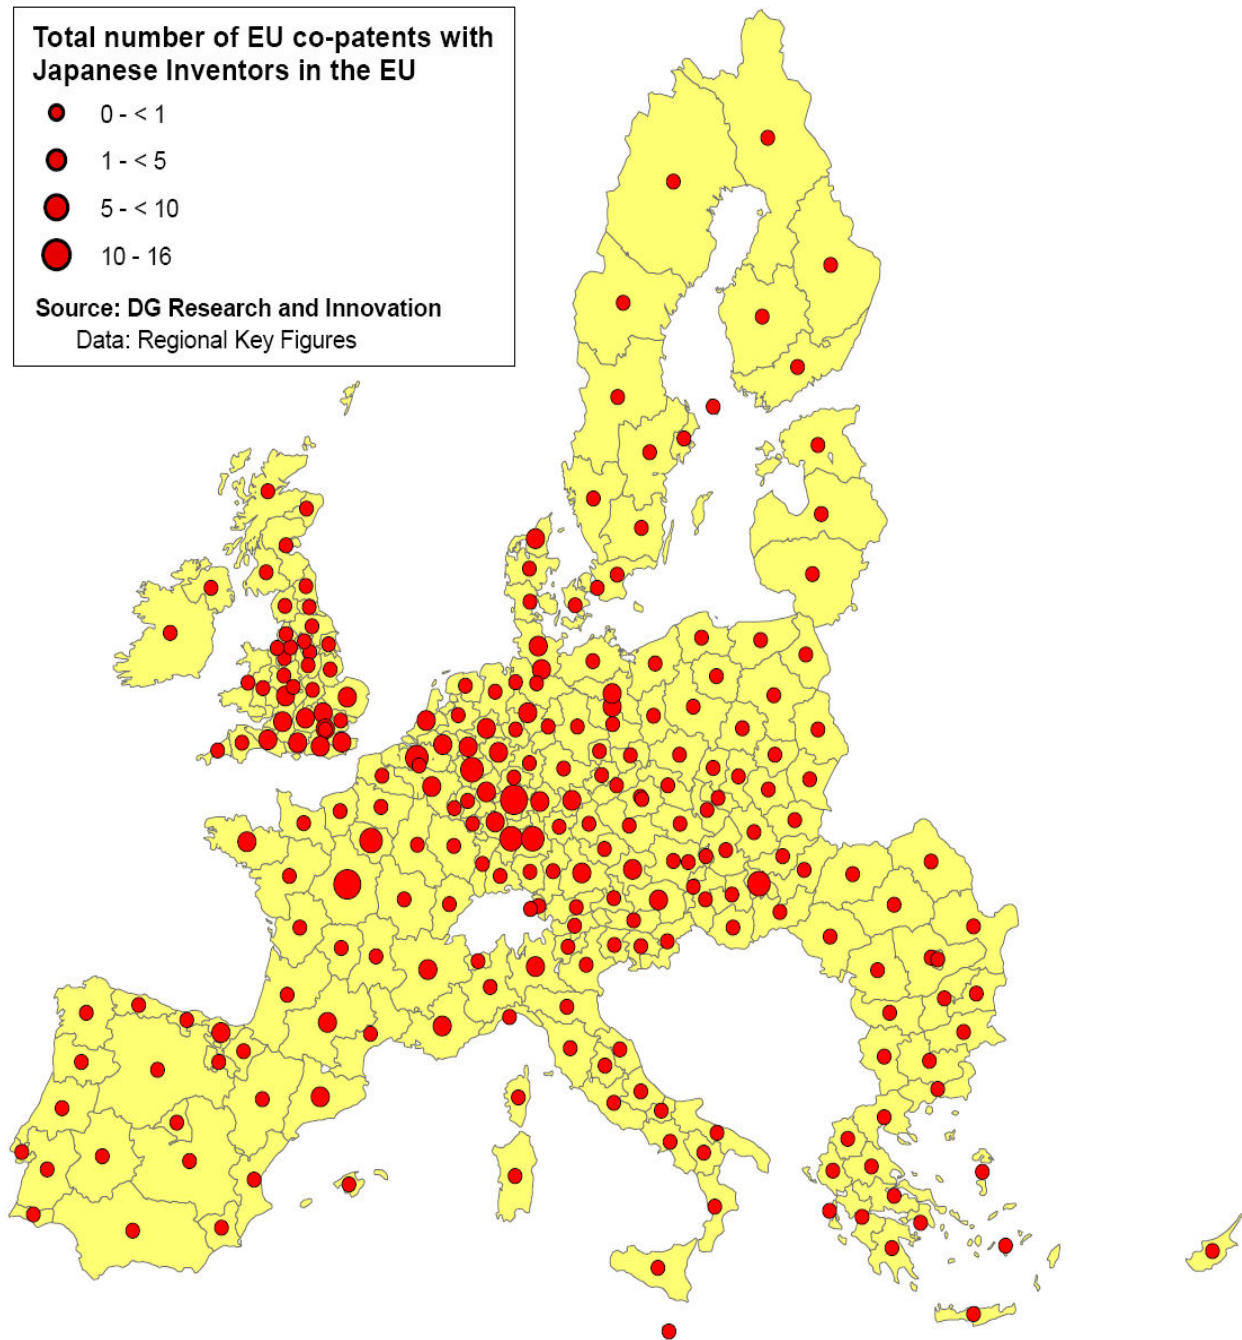 Total number of EU co-patents with
Japanese Inventors in the EU
0 - < 1
1 - < 5
5 - < 10
10 - 16
Source: DG Research and Innovation
Data: Regional Key Figures